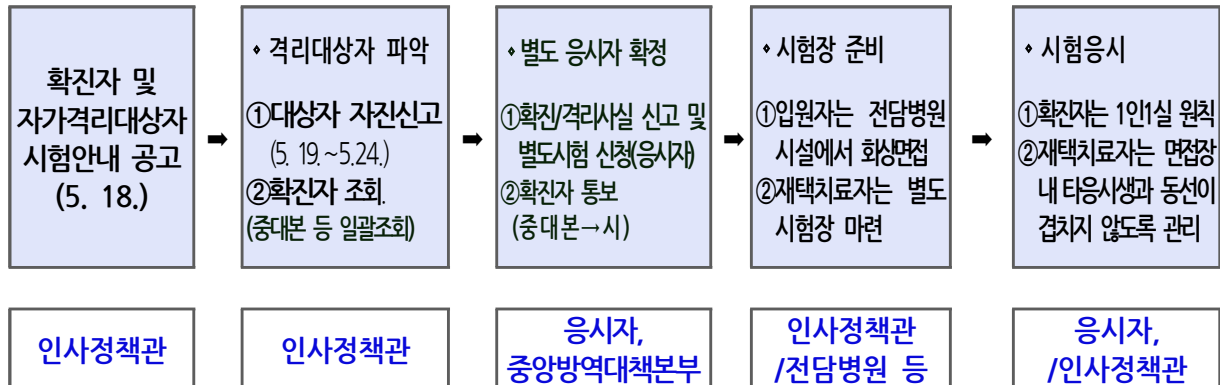 확진자 및
자가격리대상자
시험안내 공고
(5. 18.)
➡
• 격리대상자 파악
①대상자 자진신고
(5. 19.~5.24.)
②확진자 조회.
(중대본 등 일괄조회)
➡
• 별도 응시자 확정
①확진/격리사실 신고 및
별도시험 신청(응시자)
②확진자 통보
(중대본→시)
➡
• 시험장 준비
①입원자는 전담병원
시설에서 화상면접
②재택치료자는 별도
시험장 마련
➡
• 시험응시
①확진자는 1인1실 원칙
②재택치료자는 면접장
내 타응시생과 동선이
겹치지 않도록 관리
인사정책관
인사정책관
응시자,
중앙방역대책본부
인사정책관
/전담병원 등
응시자,
/인사정책관